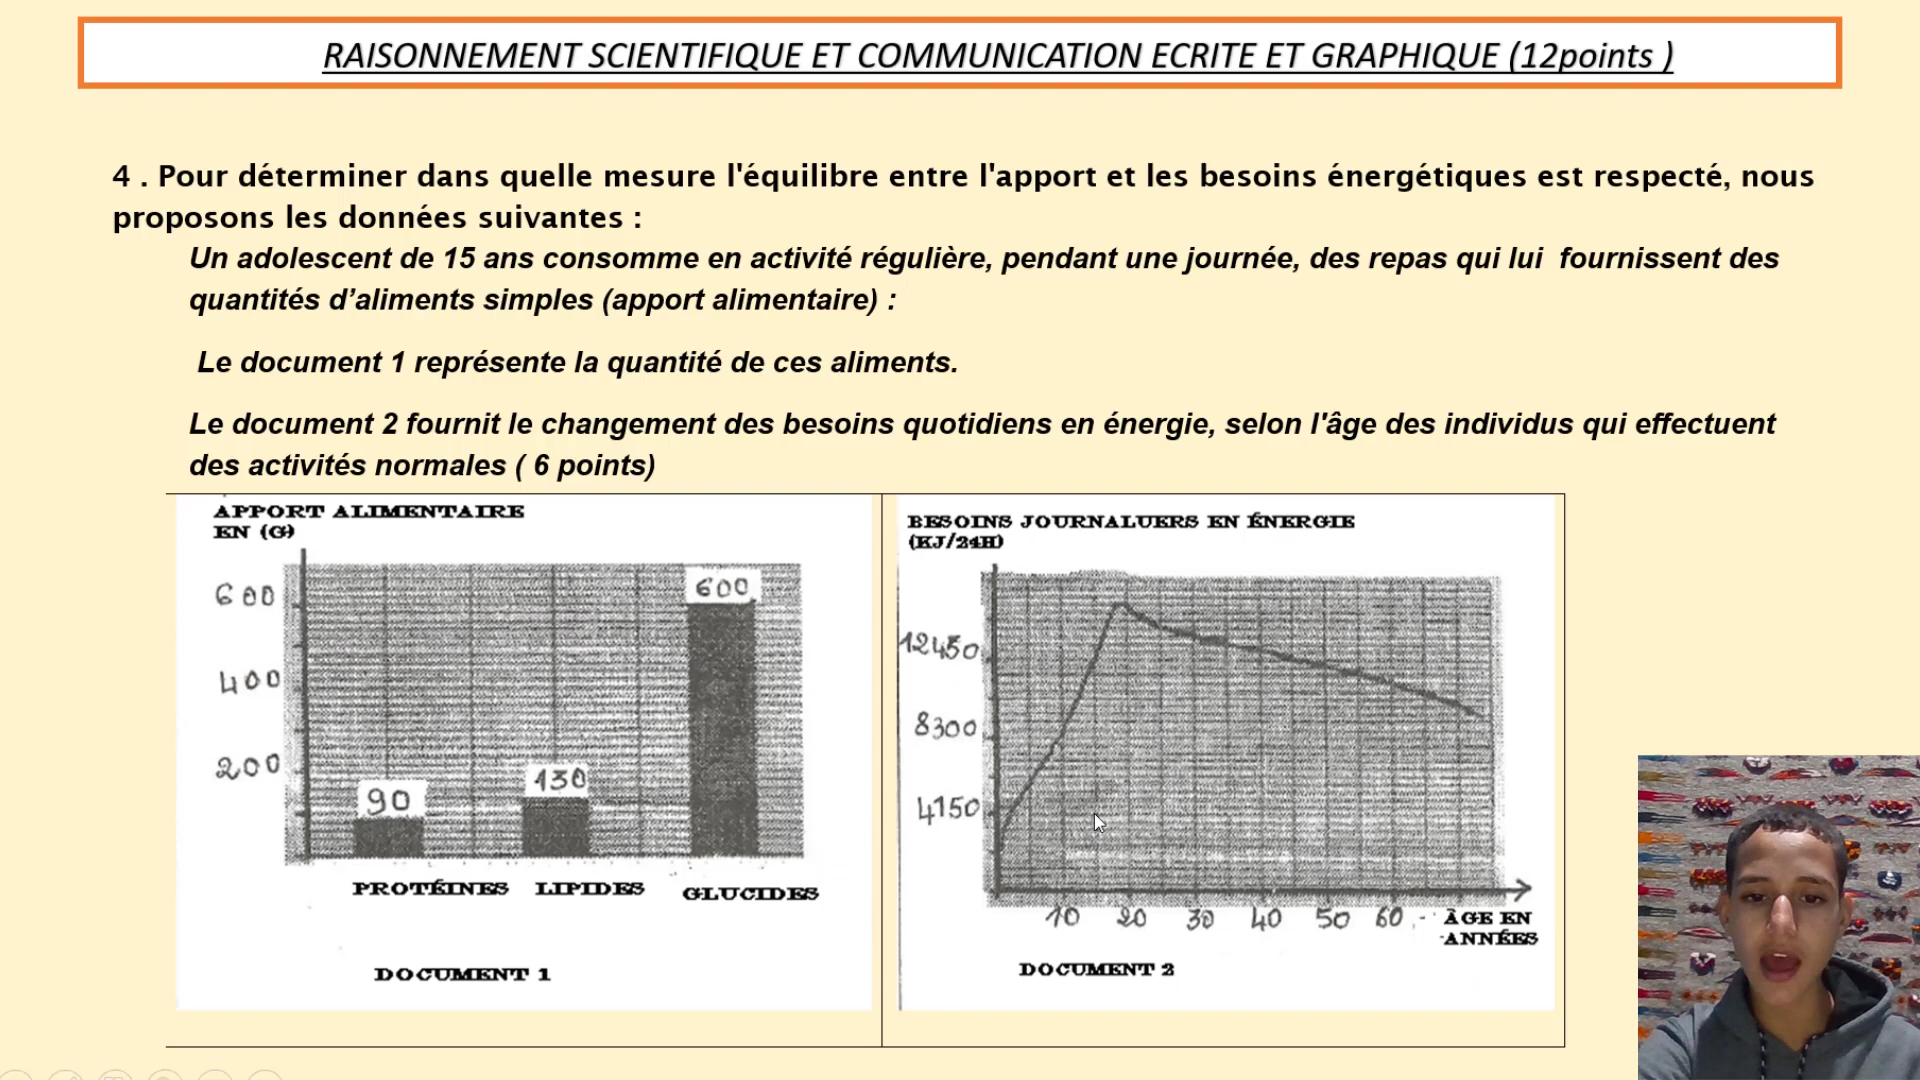 RAISONNEMENT SCIENTIFIQUE ET COMMUNICATION ECRITE ET GRAPHIQUE (12points )
4 . Pour déterminer dans quelle mesure l'équilibre entre l'apport et les besoins énergétiques est respecté, nous
proposons les données suivantes :
Un adolescent de 15 ans consomme en activité régulière, pendant une journée, des repas qui lui fournissent des
quantités d’aliments simples (apport alimentaire) :
Le document 1 représente la quantité de ces aliments.
Le document 2 fournit le changement des besoins quotidiens en énergie, selon l'âge des individus qui effectuent
des activités normales ( 6 points)
APPORT ALIMENTAIRE
EN (G)
600
400
200
90
130
600
PROTÉINES LIPIDES GLUCIDES
DOCUMENT 1
BESOINS JOURNALUERS EN ÉNERGIE
(KJ/24H)
12450
8300
4150
10 20 30 40 50 60
ÂGE EN
ANNÉES
DOCUMENT 2